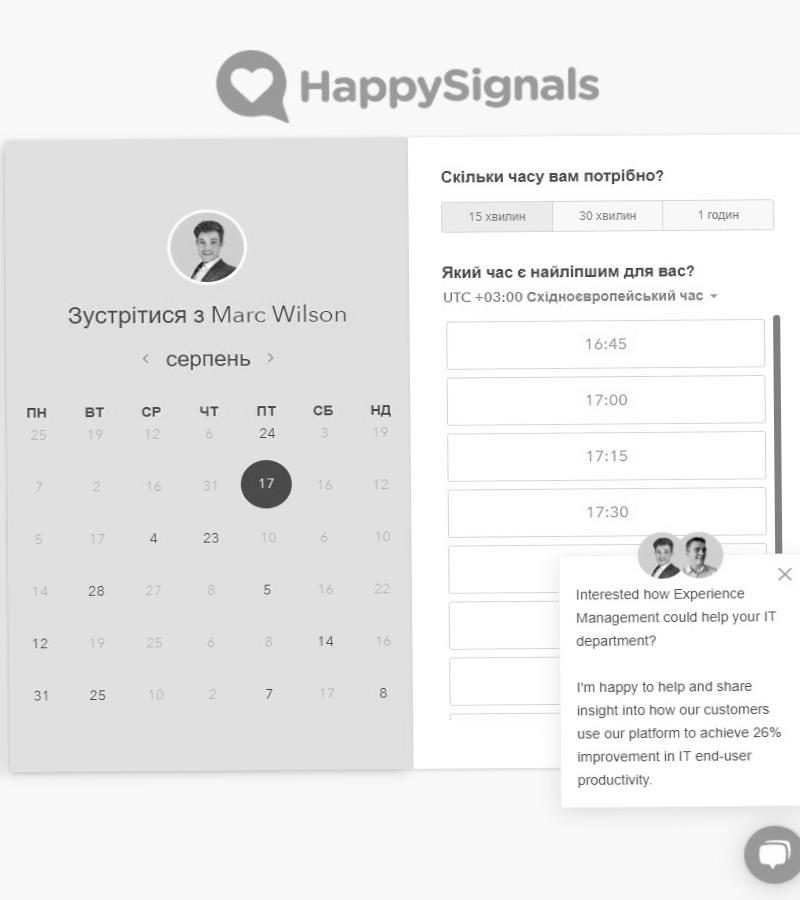 HappySignals
Зустрітися з Marc Wilson
серпень
ПН ВТ СР ЧТ ПТ СБ НД
25 19 12 6 24 3 19
7 2 16 31 17 16 12
5 17 4 23 10 6 10
14 28 27 8 5 16 22
12 19 25 6 8 14 16
31 25 10 2 7 17 8
Скільки часу вам потрібно?
15 хвилин 30 хвилин 1 годин
Який час є найліпшим для вас?
UTC +03:00 Східноєвропейський час
16:45
17:00
17:15
17:30
Interested how Experience
Management could help your IT
department?
I'm happy to help and share
insight into how our customers
use our platform to achieve 26%
improvement in IT end-user
productivity.